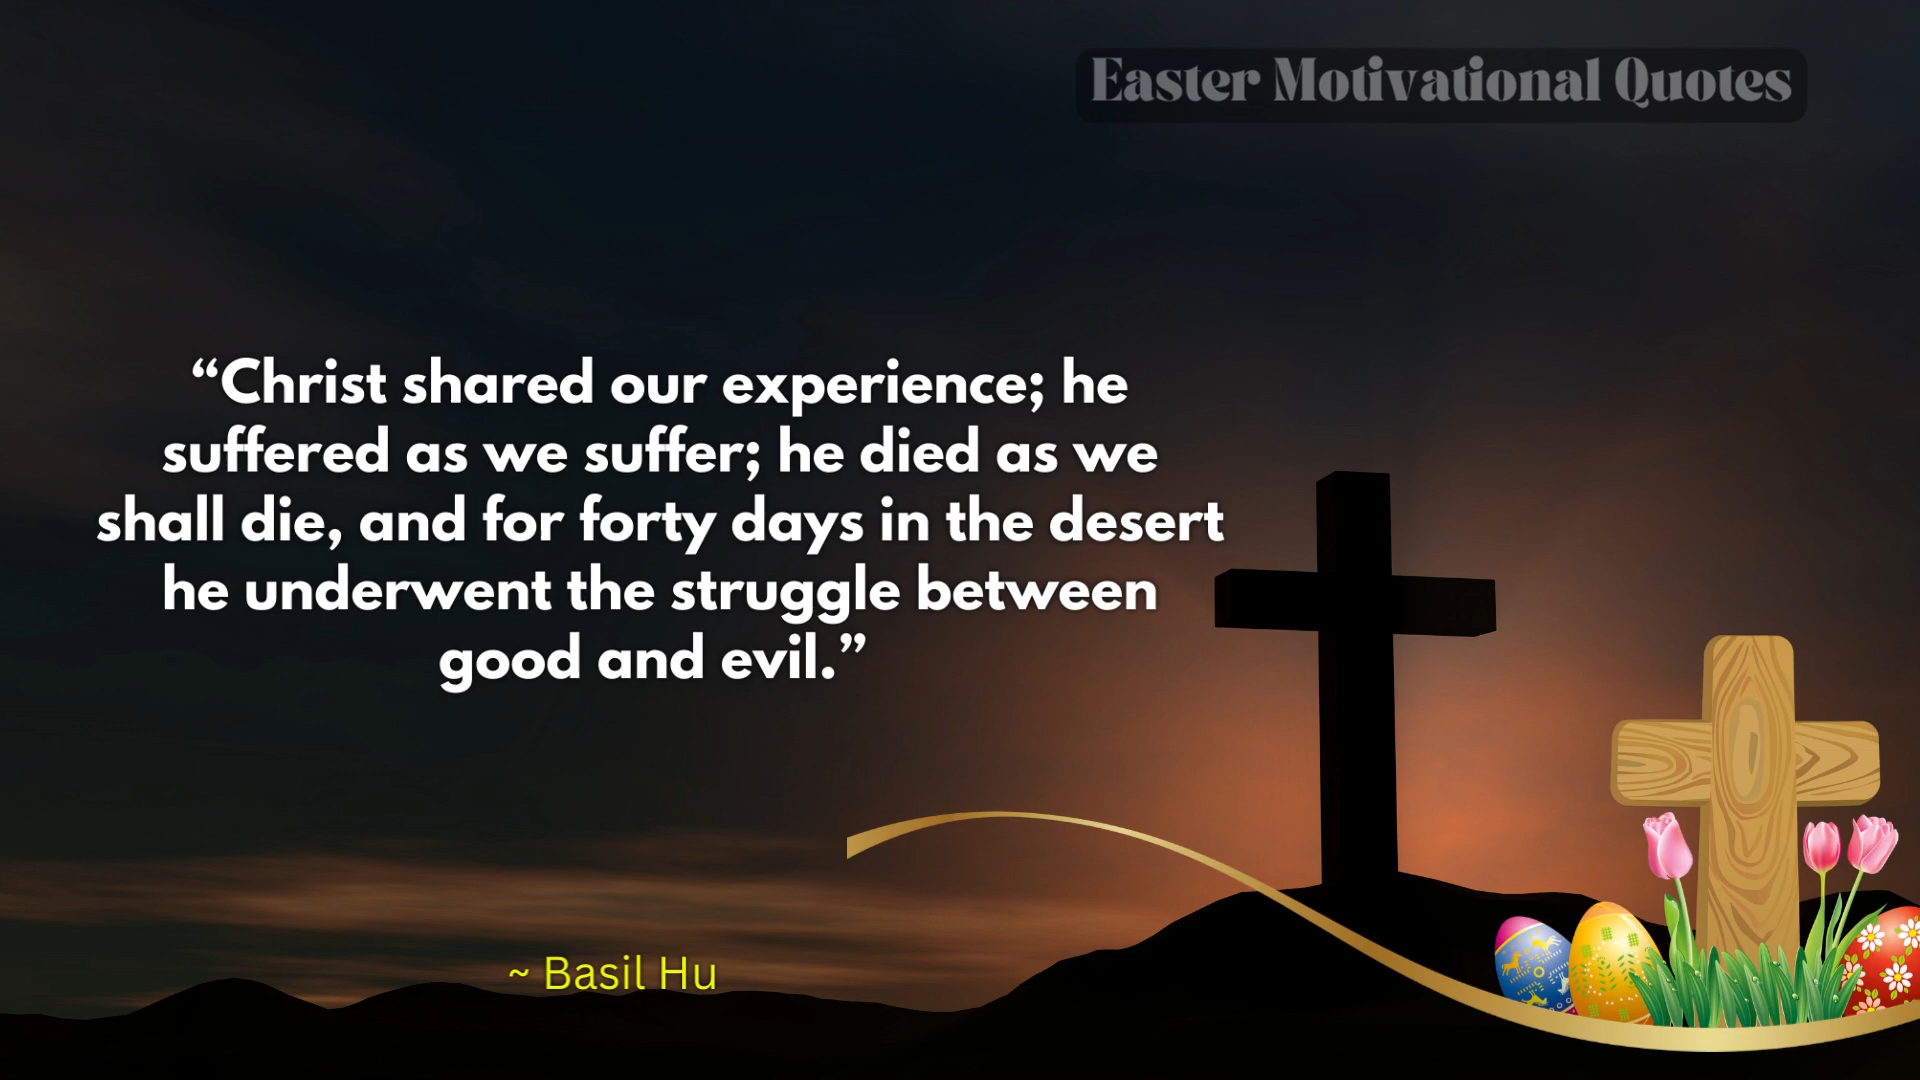 Easter Motivational Quotes
“Christ shared our experience; he
suffered as we suffer; he died as we
shall die, and for forty days in the desert
he underwent the struggle between
good and evil.”
~ Basil Hu